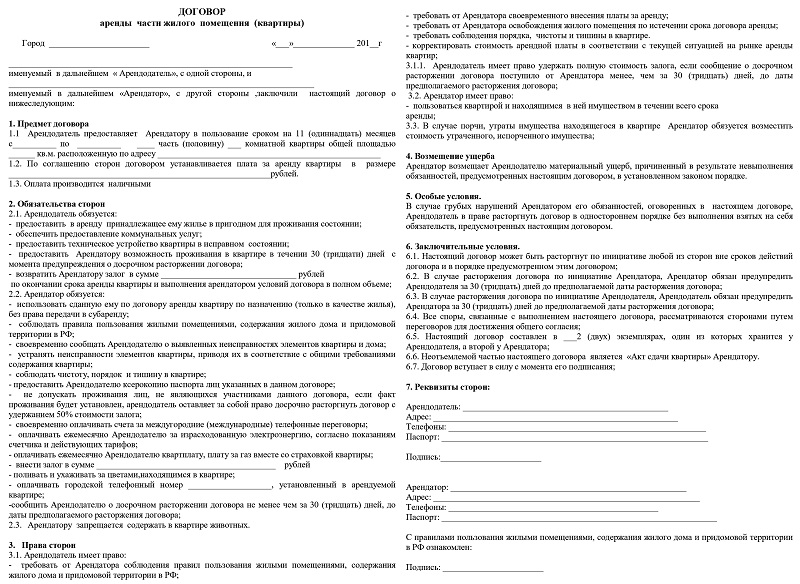 ДОГОВОР
аренды части жилого помещения (квартиры)
Город _______________________ «___»______________ 201__г
_________________________________________________________________
именуемый в дальнейшем « Арендодатель», с одной стороны, и
______________________________________________________________________
именуемый в дальнейшем «Арендатор», с другой стороны ,заключили настоящий договор о
нижеследующим:
1. Предмет договора
1.1 Арендодатель предоставляет Арендатору в пользование сроком на 11 (одиннадцать) месяцев
с__________ по __________ ____ часть (половину) ___ комнатной квартиры общей площадью
______ кв.м. расположенную по адресу ___________________________________________
1.2. По соглашению сторон договором устанавливается плата за аренду квартиры в размере
____________________________________________________________рублей.
1.3. Оплата производится наличными
2. Обязательства сторон
2.1. Арендодатель обязуется:
- предоставить в аренду принадлежащее ему жилье в пригодном для проживания состоянии;
- обеспечить предоставление коммунальных услуг;
- предоставить техническое устройство квартиры в исправном состоянии;
- предоставить Арендатору возможность проживания в квартире в течении 30 (тридцати) дней с
момента предупреждения о досрочном расторжении договора;
- возвратить Арендатору залог в сумме _______________________________ рублей
по окончании срока аренды квартиры и выполнения арендатором условий договора в полном объеме;
2.2. Арендатор обязуется:
- использовать сданную ему по договору аренды квартиру по назначению (только в качестве жилья),
без права передачи в субаренду;
- соблюдать правила пользования жилыми помещениями, содержания жилого дома и придомовой
территории в РФ;
- своевременно сообщать Арендателю о выявленных неисправностях элементов квартиры и дома;
- устранять неисправности элементов квартиры, приводя их в соответствие с общими требованиями
содержания квартиры;
- соблюдать чистоту, порядок и тишину в квартире;
- предоставить Арендодателю ксерокопию паспорта лиц указанных в данном договоре;
- не допускать проживания лиц, не являющихся участниками данного договора, если факт
проживания будет установлен, арендодатель оставляет за собой право досрочно расторгнуть договор с
удержанием 50% стоимости залога;
- своевременно оплачивать счета за междугородние (международные) телефонные переговоры;
- оплачивать ежемесячно Арендодателю за израсходованную электроэнергию, согласно показаниям
счетчика и действующих тарифов;
- оплачивать ежемесячно Арендодателю квартплату, плату за газ вместе со страховкой квартиры;
- внести залог в сумме _________________________________________ рублей
- поливать и ухаживать за цветами,находящимся в квартире;
- оплачивать городской телефонный номер ___________________, установленный в арендуемой
квартире;
-сообщить Арендодателю о досрочном расторжении договора не менее чем за 30 (тридцать) дней, до
даты предполагаемого расторжения договора.
2.3. Арендатору запрещается содержать в квартире животных.
3. Права сторон
3.1. Арендодатель имеет право:
- требовать от Арендатора соблюдения правил пользования жилыми помещениями, содержания
жилого дома и придомовой территории в РФ;
- требовать от Арендатора своевременного внесения платы за аренду;
- требовать от Арендатора освобождения жилого помещения по истечении срока договора аренды;
- требовать соблюдения порядка, чистоты и тишины в квартире.
- корректировать стоимость арендной платы в соответствии с текущей ситуацией на рынке аренды
квартир;
3.1.1. Арендодатель имеет право удержать полную стоимость залога, если сообщение о досрочном
расторжении договора поступило от Арендатора менее, чем за 30 (тридцать) дней, до даты
предполагаемого расторжения договора;
3.2. Арендатор имеет право:
- пользоваться квартирой и находящимся в ней имуществом в течении всего срока
аренды;
3.3. В случае порчи, утраты имущества находящегося в квартире Арендатор обязуется возместить
стоимость утраченного, испорченного имущества;
4. Возмещение ущерба
Арендатор возмещает Арендодателю материальный ущерб, причиненный в результате невыполнения
обязанностей, предусмотренных настоящим договором, в установленном законом порядке.
5. Особые условия.
В случае грубых нарушений Арендатором его обязанностей, оговоренных в настоящем договоре,
Арендодатель в праве расторгнуть договор в одностороннем порядке без выполнения взятых на себя
обязательств, предусмотренных настоящим договором.
6. Заключительные условия.
6.1. Настоящий договор может быть расторгнут по инициативе любой из сторон вне сроков действий
договора и в порядке предусмотренном этим договором;
6.2. В случае расторжения договора по инициативе Арендатора, Арендатор обязан предупредить
Арендодателя за 30 (тридцать) дней до предполагаемой даты расторжения договора;
6.3. В случае расторжения договора по инициативе Арендодателя, Арендодатель обязан предупредить
Арендатора за 30 (тридцать) дней до предполагаемой даты расторжения договора;
6.4. Все споры, связанные с выполнением настоящего договора, рассматриваются сторонами путем
переговоров для достижения общего согласия;
6.5. Настоящий договор составлен в ___2 (двух) экземплярах, один из которых хранится у
Арендодателя, а второй у Арендатора;
6.6. Неотъемлемой частью настоящего договора является «Акт сдачи квартиры» Арендатору.
6.7. Договор вступает в силу с момента его подписания;
7. Реквизиты сторон:
Арендодатель: _______________________________________________
Адрес: ________________________________________________________
Телефоны: ___________________________________________________________
Паспорт: _____________________________________________________________
Подпись:_______________________
Арендатор: ______________________________________________________
Адрес: _____________________________________________________________
Телефоны: ________________________________________________
Паспорт: _______________________________________________________________
С правилами пользования жилыми помещениями, содержания жилого дома и придомовой территории
в РФ ознакомлен:
Подпись: _______________________